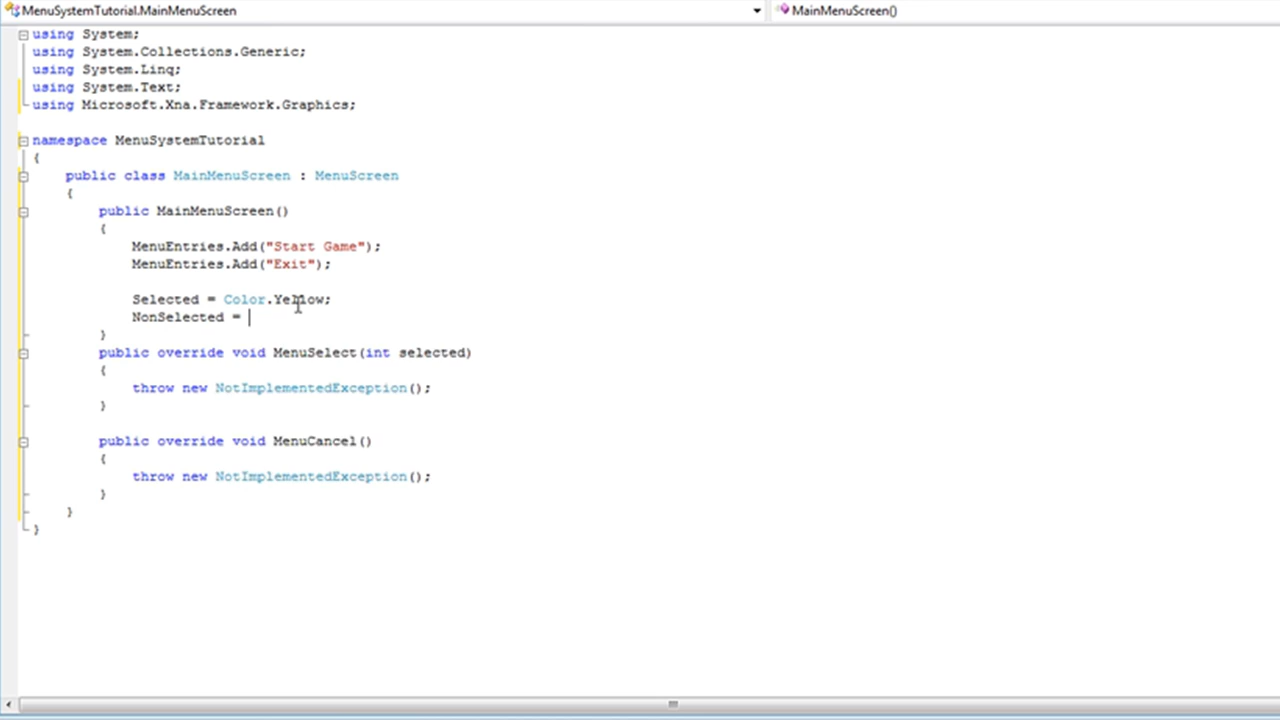 MenuSystemTutorial.MainMenuScreen
MainMenuScreen()
using System;
using System.Collections.Generic;
using System.Linq;
using System.Text;
using Microsoft.Xna.Framework.Graphics;
namespace MenuSystemTutorial
{
public class MainMenuScreen : MenuScreen
{
public MainMenuScreen()
{
MenuEntries.Add("Start Game");
MenuEntries.Add("Exit");
Selected = Color.Yellow;
NonSelected =
}
public override void MenuSelect(int selected)
{
throw new NotImplementedException();
}
public override void MenuCancel()
{
throw new NotImplementedException();
}
}
}